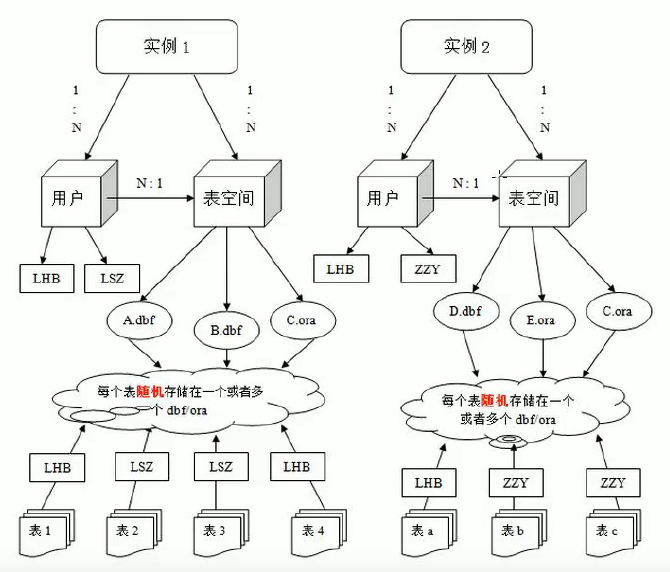 实例 1
实例 2
1
:
N
1
:
N
1
:
N
1
:
N
用户
N: 1
表空间
用户
N: 1
表空间
LHB
LSZ
LHB
ZZY
A.dbf
B.dbf
C.ora
D.dbf
E.ora
C.ora
每个表随机存储在一个或者多
个 dbf/ora
每个表随机存储在一个
或者多个 dbf/ora
LHB
LSZ
LSZ
LHB
LHB
ZZY
ZZY
表 1
表 2
表 3
表 4
表 a
表 b
表 c